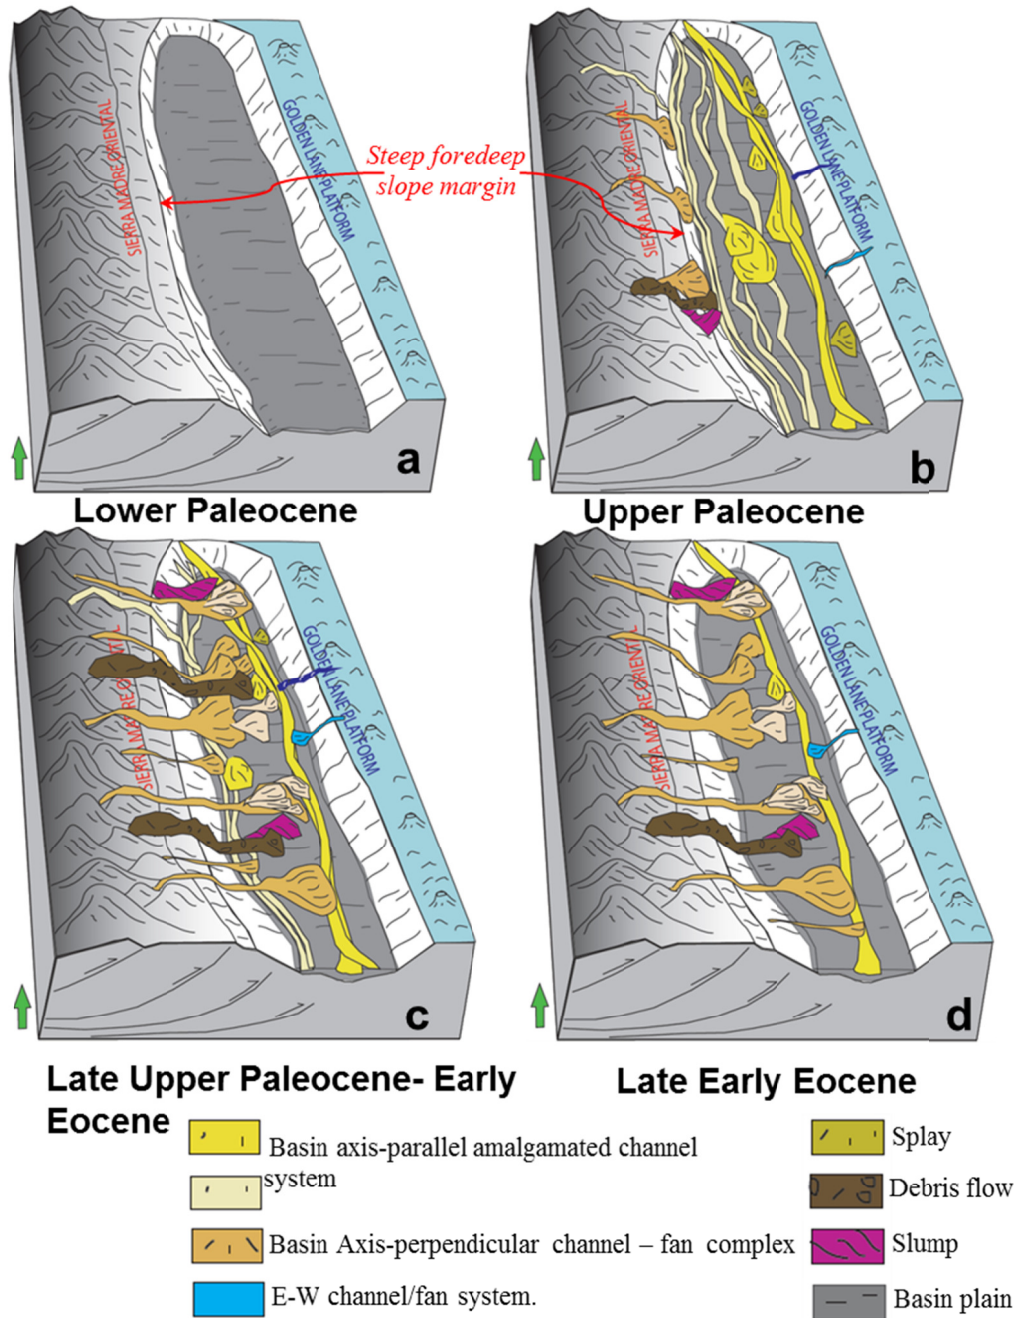 SIERRA MADRE ORIENTAL
GOLDEN LANE PLATFORM
Steep foredeep
slope margin
SIERRA MADRE ORIENTAL
GOLDEN LANE PLATFORM
a
b
Lower Paleocene
Upper Paleocene
SIERRA MADRE ORIENTAL
GOLDEN LANE PLATFORM
SIERRA MADRE ORIENTAL
GOLDEN LANE PLATFORM
c
d
Late Upper Paleocene- Early
Eocene
Late Early Eocene
Basin axis-parallel amalgamated channel
system
Basin Axis-perpendicular channel – fan complex
E-W channel/fan system.
Splay
Debris flow
Slump
Basin plain